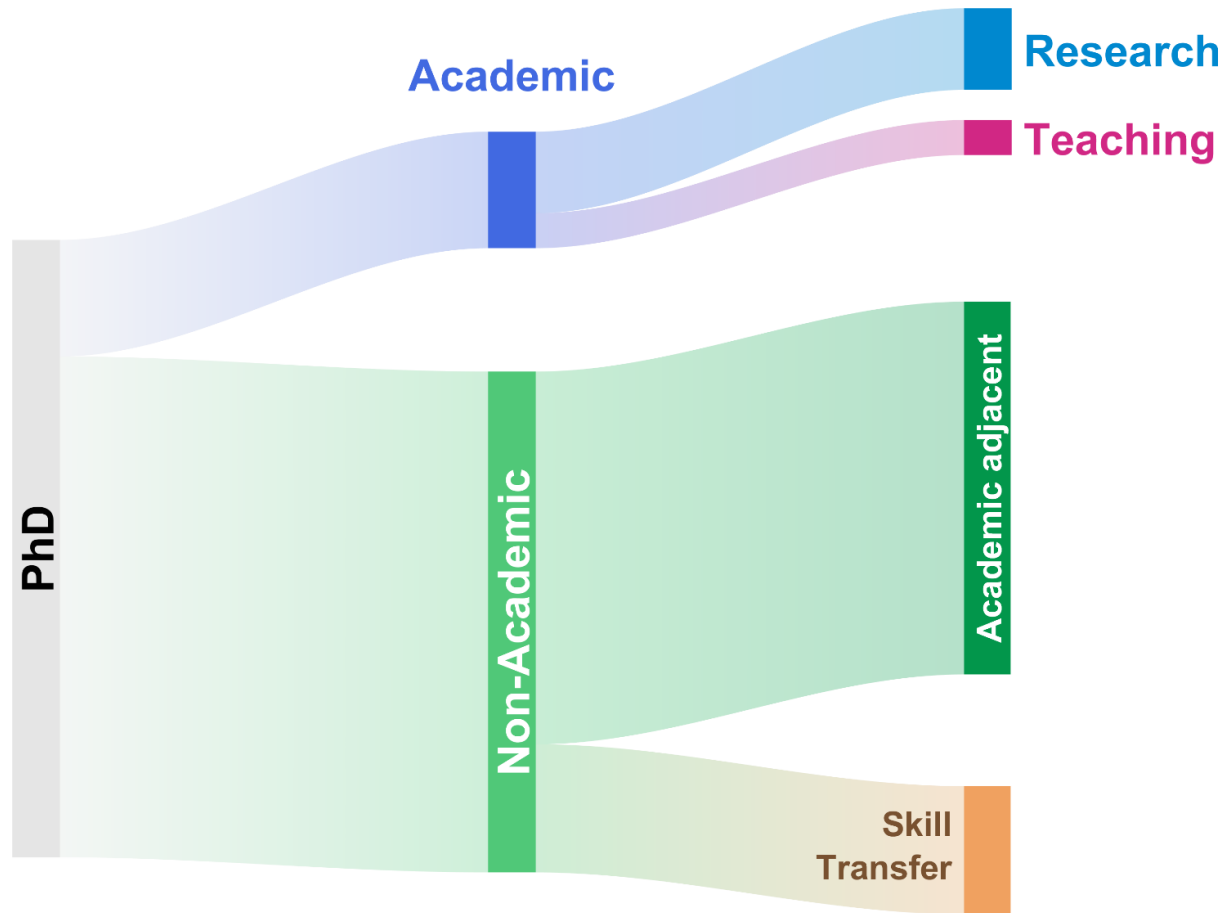 Research
Academic
Teaching
PhD
Non-Academic
Academic adjacent
Skill
Transfer